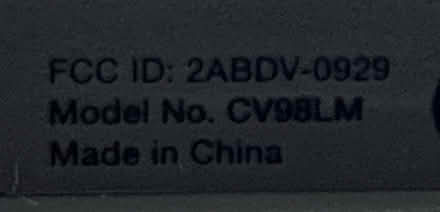 FCC ID: 2ABDV-0929
Model No. CV98LM
Made in China